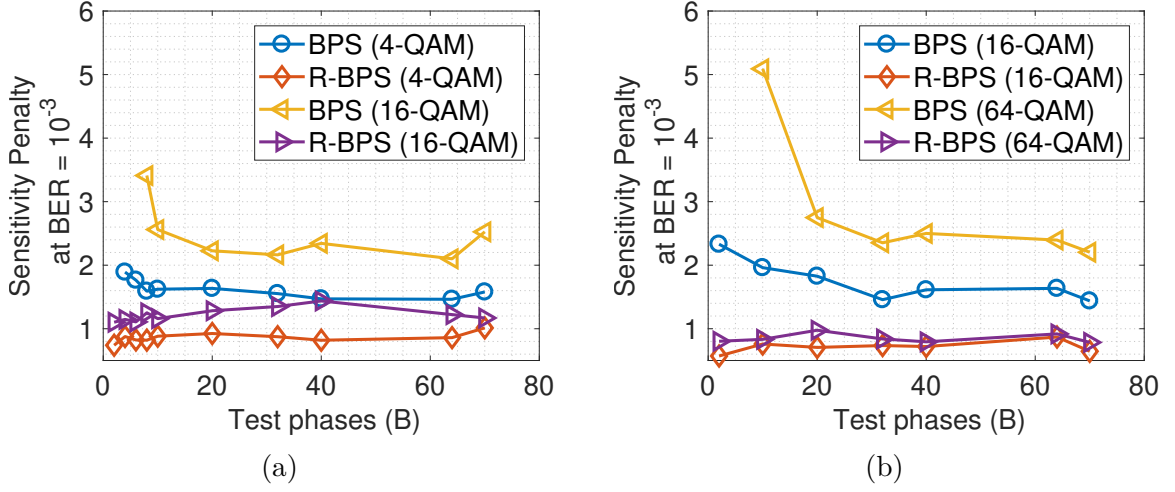 6
5
4
3
2
1
0 20 40 60 80
Sensitivity Penalty
at BER = 10⁻³
Test phases (B)
BPS (4-QAM)
R-BPS (4-QAM)
BPS (16-QAM)
R-BPS (16-QAM)
(a)
6
5
4
3
2
1
0 20 40 60 80
Sensitivity Penalty
at BER = 10⁻³
Test phases (B)
BPS (16-QAM)
R-BPS (16-QAM)
BPS (64-QAM)
R-BPS (64-QAM)
(b)